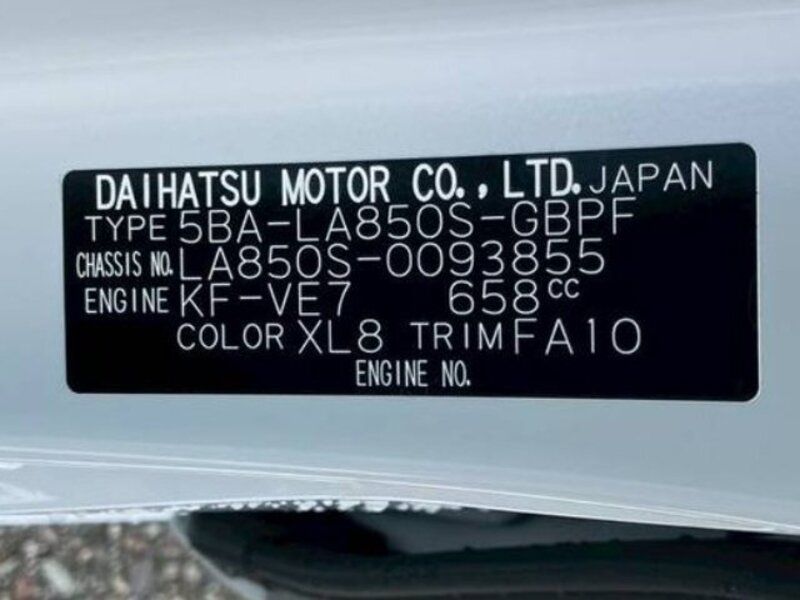 DAIHATSU MOTOR CO., LTD. JAPAN
TYPE 5BA-LA850S-GBPF
CHASSIS NO. LA850S-0093855
ENGINE KF-VE7 658cc
COLOR XL8 TRIM FA10
ENGINE NO.